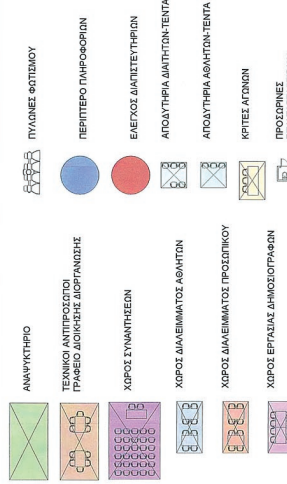 ΑΝΑΨΥΚΤΗΡΙΟ
ΤΕΧΝΙΚΟΙ ΑΝΤΙΠΡΟΣΩΠΟΙ
ΓΡΑΦΕΙΟ ΔΙΟΙΚΗΣΗΣ ΔΙΟΡΓΑΝΩΣΗΣ
ΧΩΡΟΣ ΣΥΝΑΝΤΗΣΕΩΝ
ΧΩΡΟΣ ΔΙΑΛΕΙΜΜΑΤΟΣ ΑΘΛΗΤΩΝ
ΧΩΡΟΣ ΔΙΑΛΕΙΜΜΑΤΟΣ ΠΡΟΣΩΠΙΚΟΥ
ΧΩΡΟΣ ΕΡΓΑΣΙΑΣ ΔΗΜΟΣΙΟΓΡΑΦΩΝ
ΠΥΛΩΝΕΣ ΦΩΤΙΣΜΟΥ
ΠΕΡΙΠΤΕΡΟ ΠΛΗΡΟΦΟΡΙΩΝ
ΕΛΕΓΧΟΣ ΔΙΑΠΙΣΤΕΥΤΗΡΙΩΝ
ΑΠΟΔΥΤΗΡΙΑ ΔΙΑΙΤΗΤΩΝ-ΤΕΝΤΑ
ΑΠΟΔΥΤΗΡΙΑ ΑΘΛΗΤΩΝ-ΤΕΝΤΑ
ΚΡΙΤΕΣ ΑΓΩΝΩΝ
ΠΡΟΣΩΡΙΝΕΣ